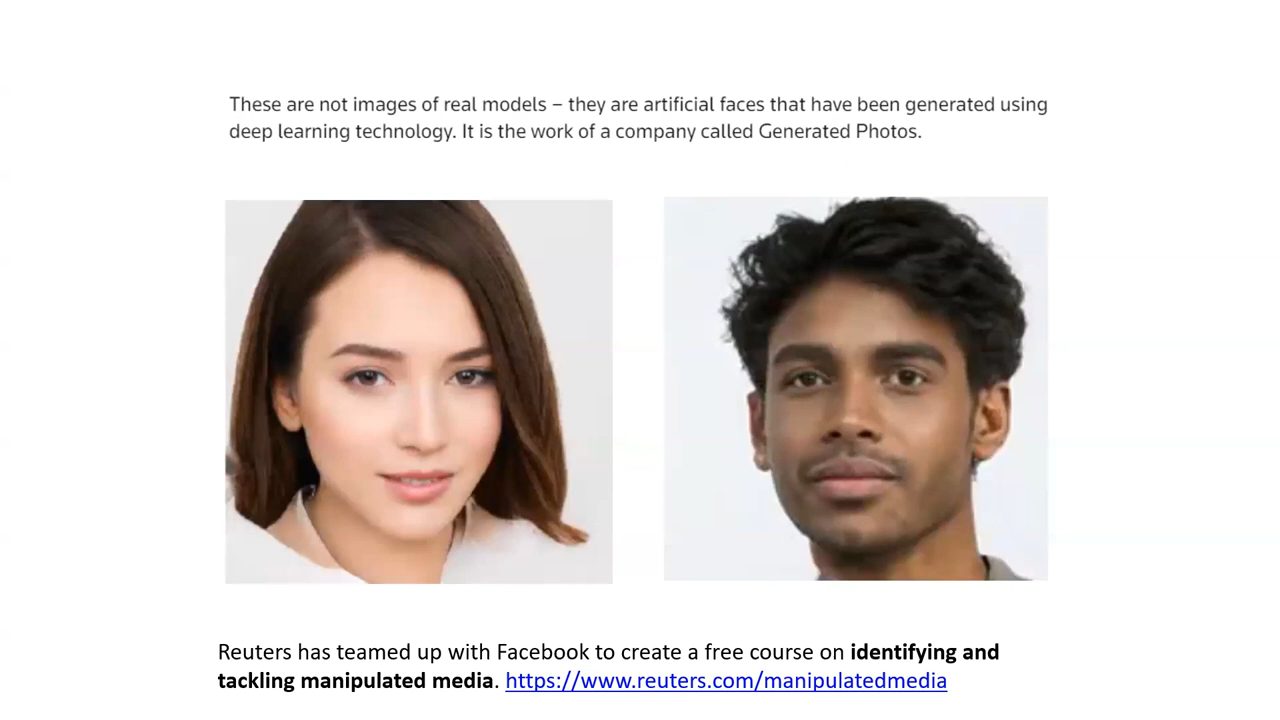 These are not images of real models – they are artificial faces that have been generated using
deep learning technology. It is the work of a company called Generated Photos.
Reuters has teamed up with Facebook to create a free course on identifying and
tackling manipulated media. https://www.reuters.com/manipulatedmedia